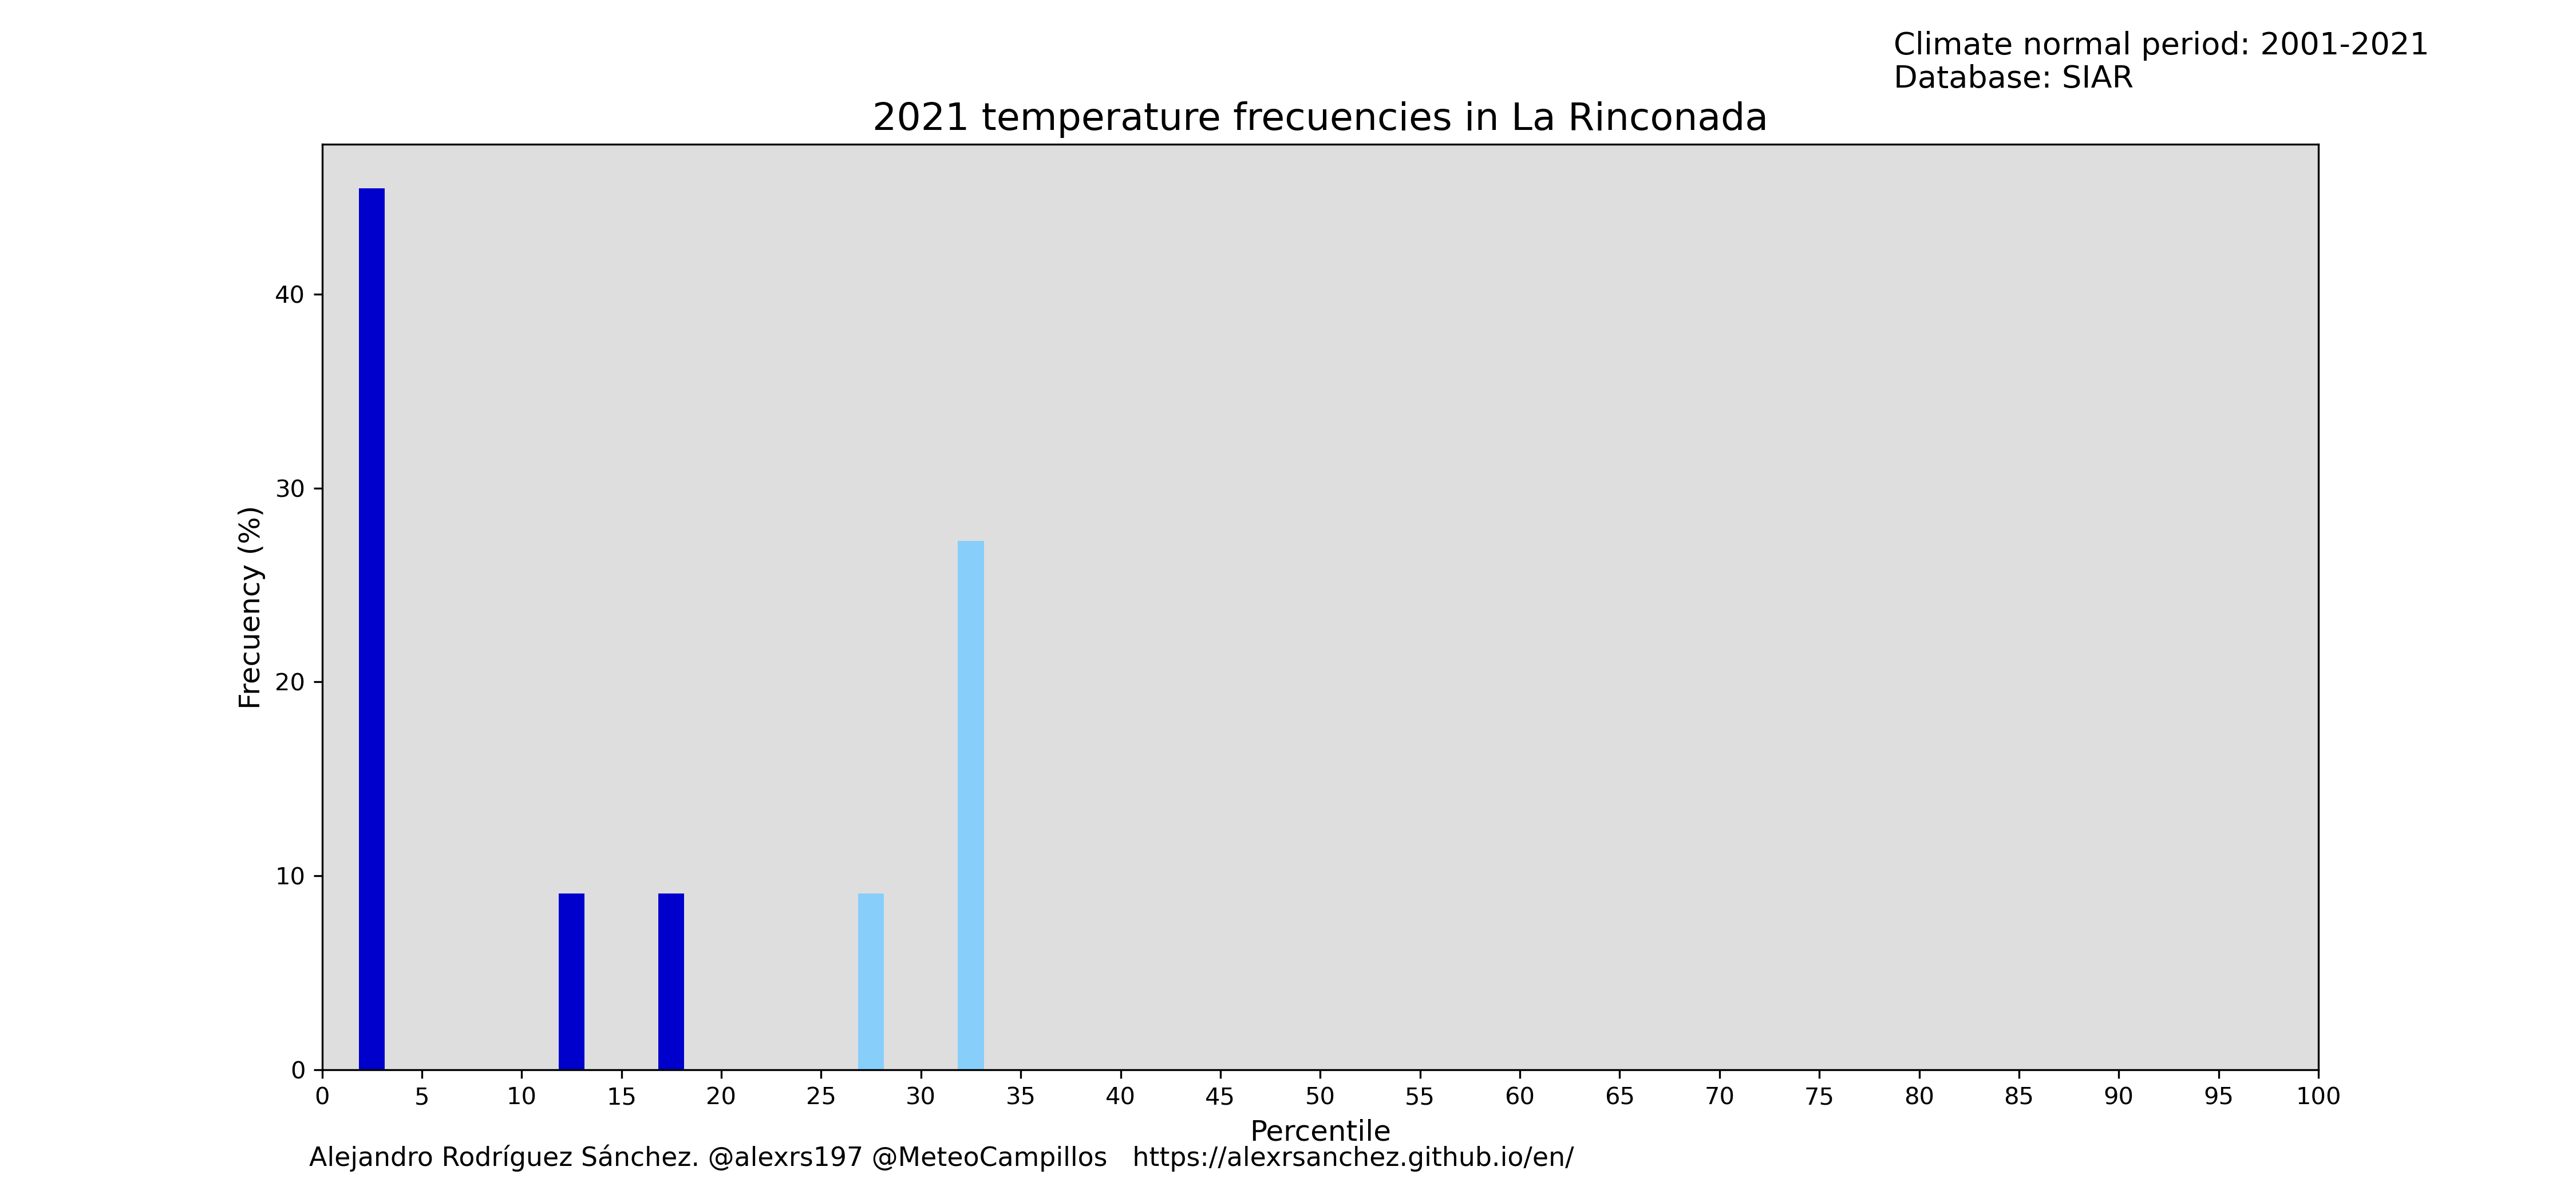 Climate normal period: 2001-2021
Database: SIAR
2021 temperature frecuencies in La Rinconada
Frecuency (%)
40
30
20
10
0
0 5 10 15 20 25 30 35 40 45 50 55 60 65 70 75 80 85 90 95 100
Percentile
Alejandro Rodríguez Sánchez. @alexrs197 @MeteoCampillos https://alexrsanchez.github.io/en/